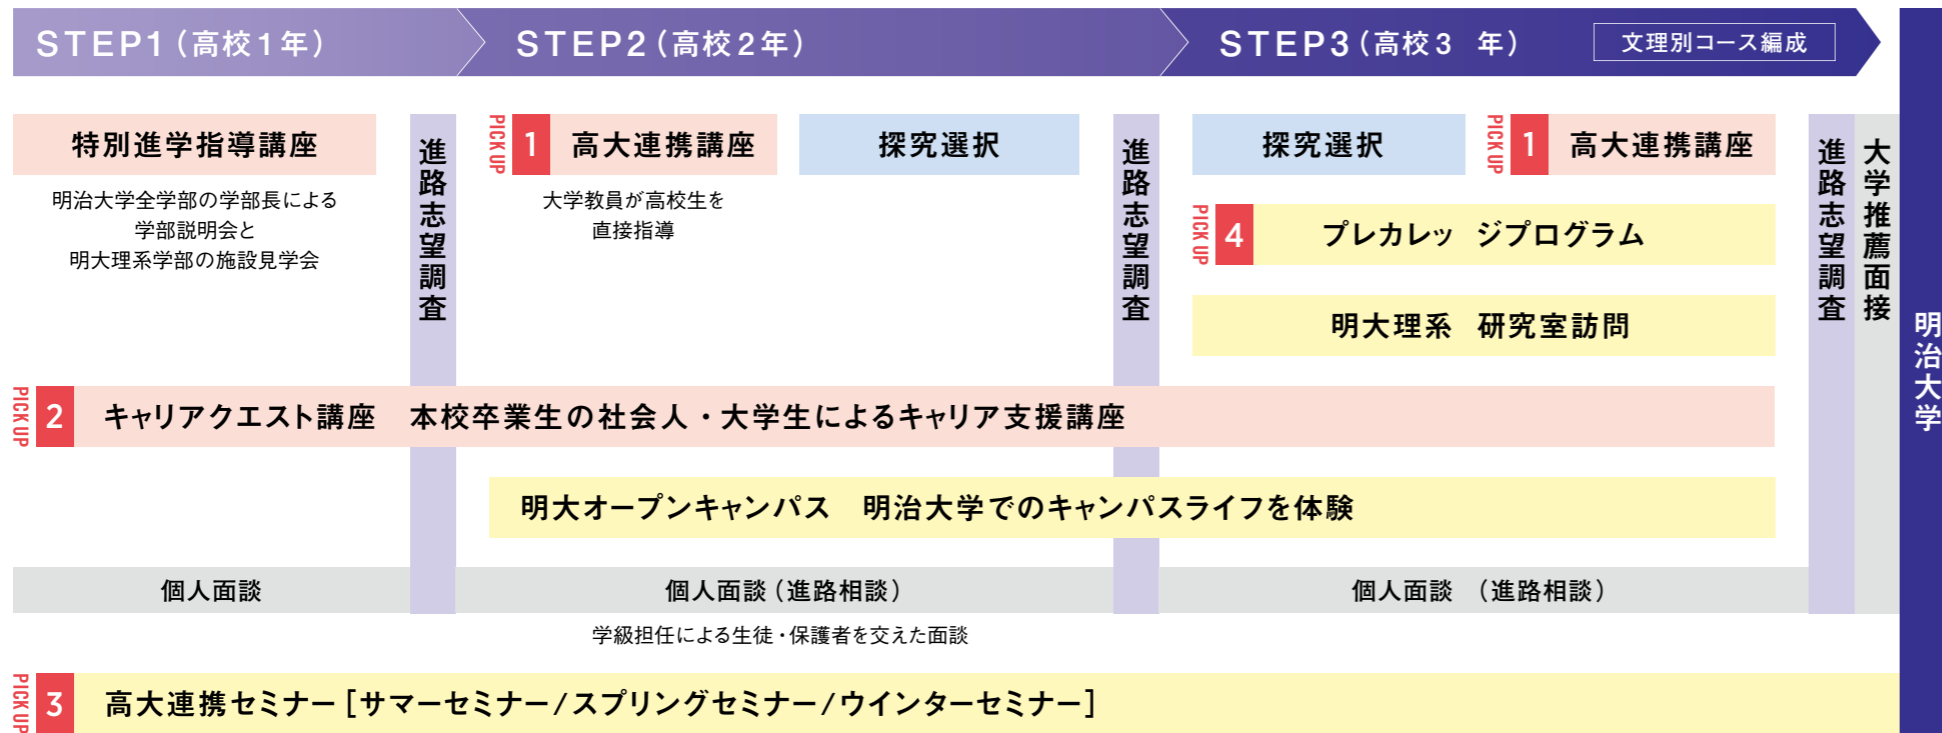 STEP1（高校1年）
STEP2（高校2年）
STEP3（高校3 年）
文理別コース編成
特別進学指導講座
明治大学全学部の学部長による
学部説明会と
明大理系学部の施設見学会
進路志望調査
PICK UP 1 高大連携講座
大学教員が高校生を
直接指導
探究選択
進路志望調査
探究選択
PICK UP 1 高大連携講座
PICK UP 4 プレカレッ ジプログラム
明大理系 研究室訪問
進路志望調査
大学推薦面接
明治大学
PICK UP 2 キャリアクエスト講座 本校卒業生の社会人・大学生によるキャリア支援講座
明大オープンキャンパス 明治大学でのキャンパスライフを体験
個人面談
個人面談（進路相談）
個人面談 （進路相談）
学級担任による生徒・保護者を交えた面談
PICK UP 3 高大連携セミナー［サマーセミナー/スプリングセミナー/ウインターセミナー］